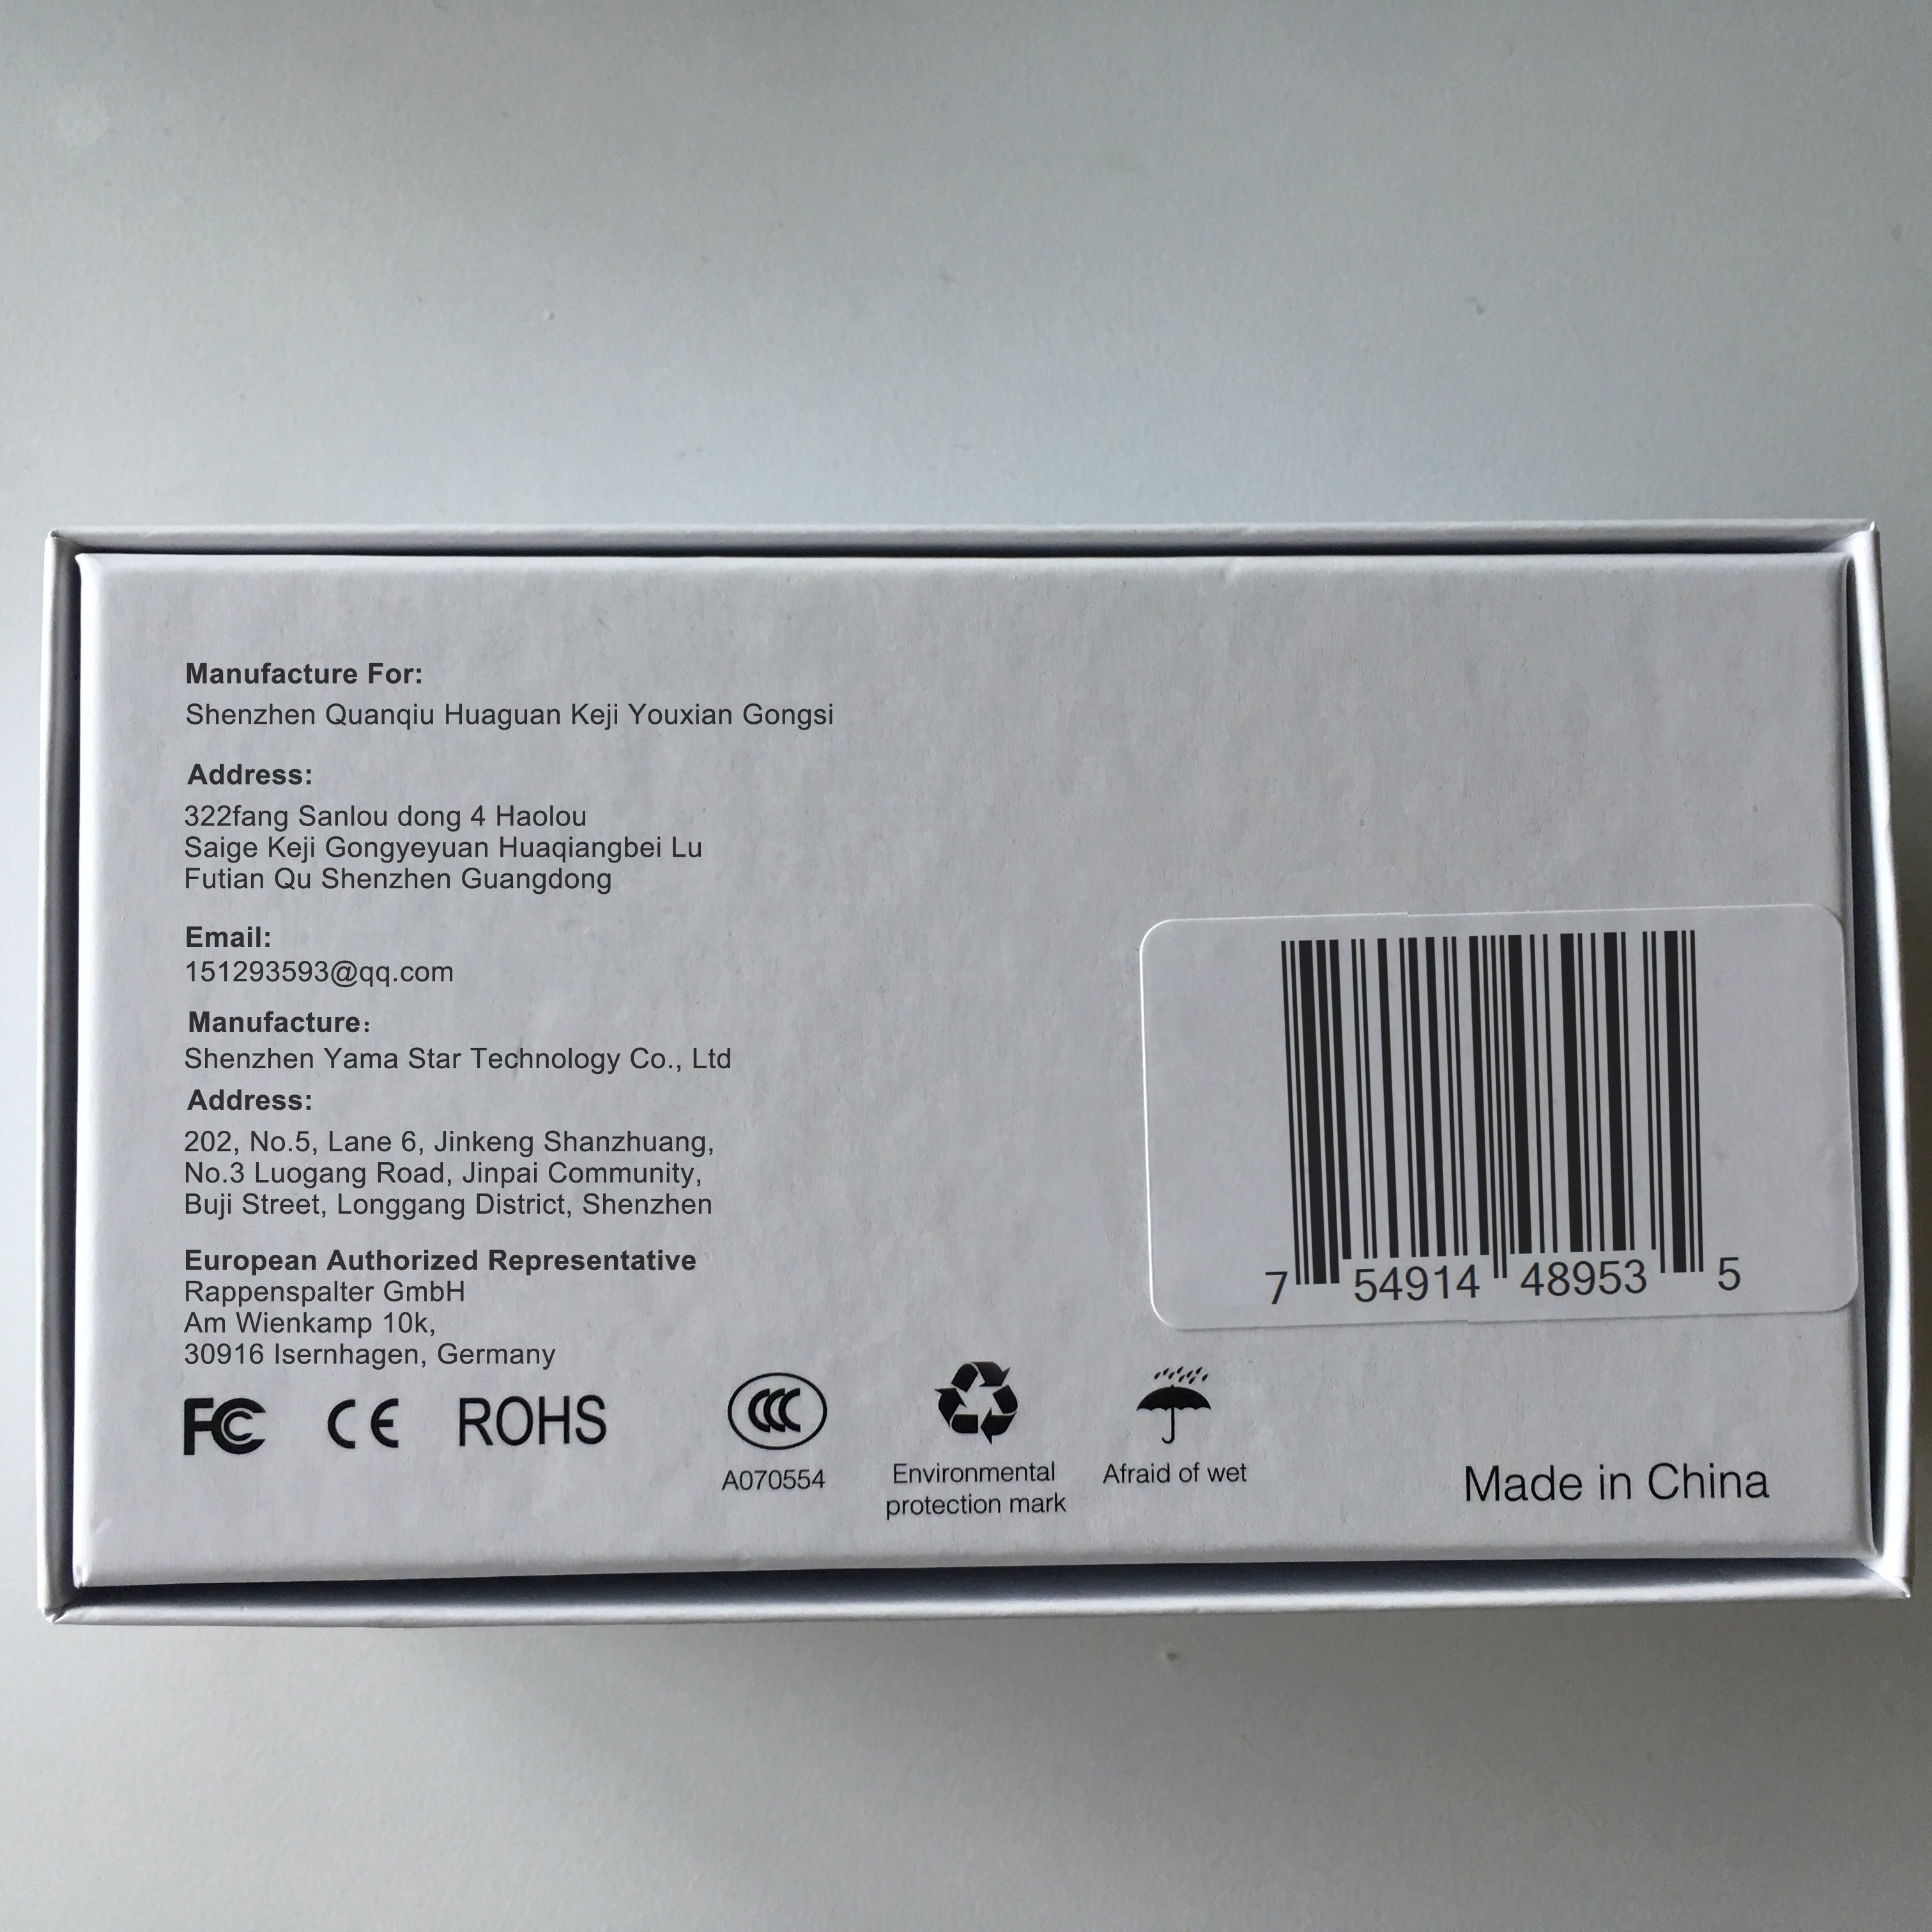 Manufacture For:
Shenzhen Quanqiu Huaguan Keji Youxian Gongsi
Address:
322fang Sanlou dong 4 Haolou
Saige Keji Gongyeyuan Huaqiangbei Lu
Futian Qu Shenzhen Guangdong
Email:
151293593@qq.com
Manufacture：
Shenzhen Yama Star Technology Co., Ltd
Address:
202, No.5, Lane 6, Jinkeng Shanzhuang,
No.3 Luogang Road, Jinpai Community,
Buji Street, Longgang District, Shenzhen
European Authorized Representative
Rappenspalter GmbH
Am Wienkamp 10k,
30916 Isernhagen, Germany
7 54914 48953 5
FC CE ROHS CCC
A070554
Environmental
protection mark
Afraid of wet
Made in China